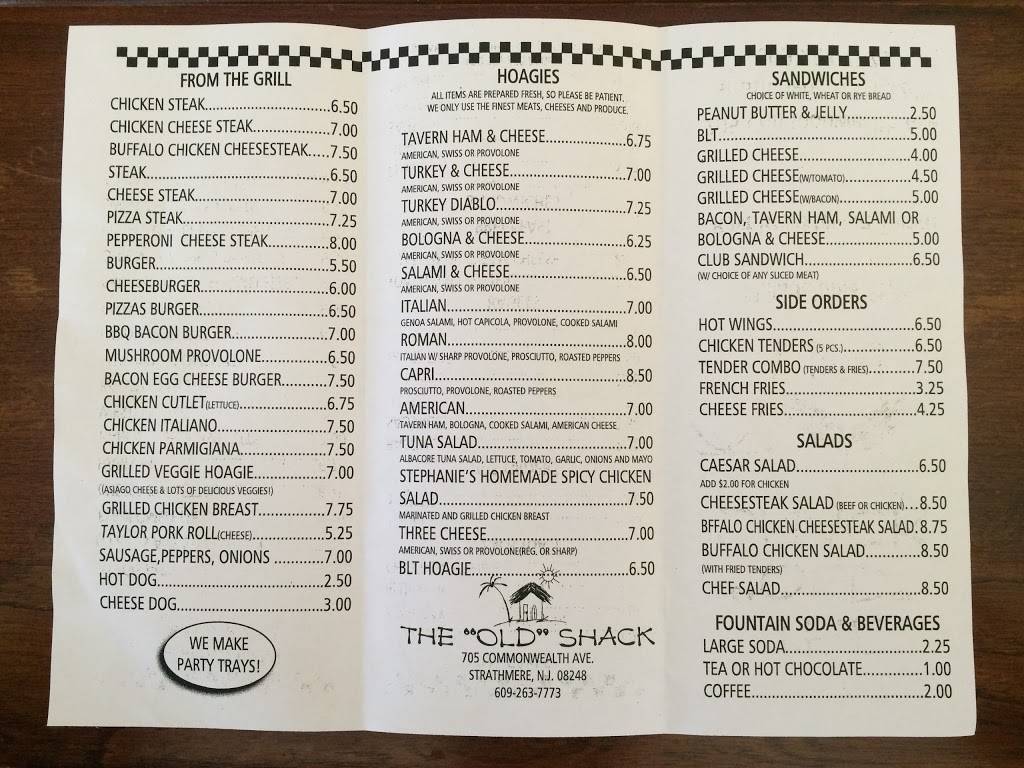 FROM THE GRILL
CHICKEN STEAK.....................6.50
CHICKEN CHEESE STEAK.............7.00
BUFFALO CHICKEN CHEESESTEAK.....7.50
STEAK..............................6.50
CHEESE STEAK.......................7.00
PIZZA STEAK........................7.25
PEPPERONI CHEESE STEAK...........8.00
BURGER.............................5.50
CHEESEBURGER.......................6.00
PIZZAS BURGER......................6.50
BBQ BACON BURGER..................7.00
MUSHROOM PROVOLONE...............6.50
BACON EGG CHEESE BURGER..........7.50
CHICKEN CUTLET(LETTUCE)...........6.75
CHICKEN ITALIANO...................7.50
CHICKEN PARMIGIANA................7.50
GRILLED VEGGIE HOAGIE.............7.00
(ASIAGO CHEESE & LOTS OF DELICIOUS VEGGIES!)
GRILLED CHICKEN BREAST............7.75
TAYLOR PORK ROLL(CHEESE)..........5.25
SAUSAGE,PEPPERS, ONIONS ...........7.00
HOT DOG............................2.50
CHEESE DOG.........................3.00
WE MAKE
PARTY TRAYS!
HOAGIES
ALL ITEMS ARE PREPARED FRESH, SO PLEASE BE PATIENT.
WE ONLY USE THE FINEST MEATS, CHEESES AND PRODUCE.
TAVERN HAM & CHEESE..............6.75
AMERICAN, SWISS OR PROVOLONE
TURKEY & CHEESE....................7.00
AMERICAN, SWISS OR PROVOLONE
TURKEY DIABLO......................7.25
AMERICAN, SWISS OR PROVOLONE
BOLOGNA & CHEESE..................6.25
AMERICAN, SWISS OR PROVOLONE
SALAMI & CHEESE....................6.50
AMERICAN, SWISS OR PROVOLONE
ITALIAN............................7.00
GENOA SALAMI, HOT CAPICOLA, PROVOLONE, COOKED SALAMI
ROMAN..............................8.00
ITALIAN W/ SHARP PROVOLONE, PROSCIUTTO, ROASTED PEPPERS
CAPRI..............................8.50
PROSCIUTTO, PROVOLONE, ROASTED PEPPERS
AMERICAN...........................7.00
TAVERN HAM, BOLOGNA, COOKED SALAMI, AMERICAN CHEESE
TUNA SALAD.........................7.00
ALBACORE TUNA SALAD, LETTUCE, TOMATO, GARLIC, ONIONS AND MAYO
STEPHANIE'S HOMEMADE SPICY CHICKEN
SALAD..............................7.50
MARINATED AND GRILLED CHICKEN BREAST
THREE CHEESE.......................7.00
AMERICAN, SWISS OR PROVOLONE(REG. OR SHARP)
BLT HOAGIE.........................6.50
THE "OLD" SHACK
705 COMMONWEALTH AVE.
STRATHMERE, N.J. 08248
609-263-7773
SANDWICHES
CHOICE OF WHITE, WHEAT OR RYE BREAD
PEANUT BUTTER & JELLY.............2.50
BLT................................5.00
GRILLED CHEESE.....................4.00
GRILLED CHEESE(W/TOMATO)..........4.50
GRILLED CHEESE(W/BACON)...........5.00
BACON, TAVERN HAM, SALAMI OR
BOLOGNA & CHEESE..................5.00
CLUB SANDWICH......................6.50
(W/ CHOICE OF ANY SLICED MEAT)
SIDE ORDERS
HOT WINGS..........................6.50
CHICKEN TENDERS (5 PCS.)...........6.50
TENDER COMBO (TENDERS & FRIES).....7.50
FRENCH FRIES.......................3.25
CHEESE FRIES.......................4.25
SALADS
CAESAR SALAD.......................6.50
ADD $2.00 FOR CHICKEN
CHEESESTEAK SALAD (BEEF OR CHICKEN)...8.50
BFFALO CHICKEN CHEESESTEAK SALAD.8.75
BUFFALO CHICKEN SALAD.............8.50
(WITH FRIED TENDERS)
CHEF SALAD.........................8.50
FOUNTAIN SODA & BEVERAGES
LARGE SODA.........................2.25
TEA OR HOT CHOCOLATE..............1.00
COFFEE.............................2.00